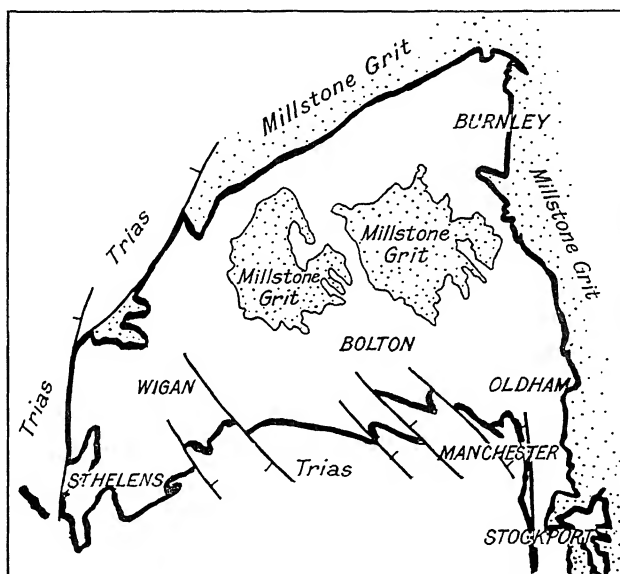 Millstone Grit
BURNLEY
Trias
Millstone Grit
Millstone
Grit
Millstone
Grit
BOLTON
Trias
WIGAN
OLDHAM
MANCHESTER
ST HELENS
Trias
STOCKPORT